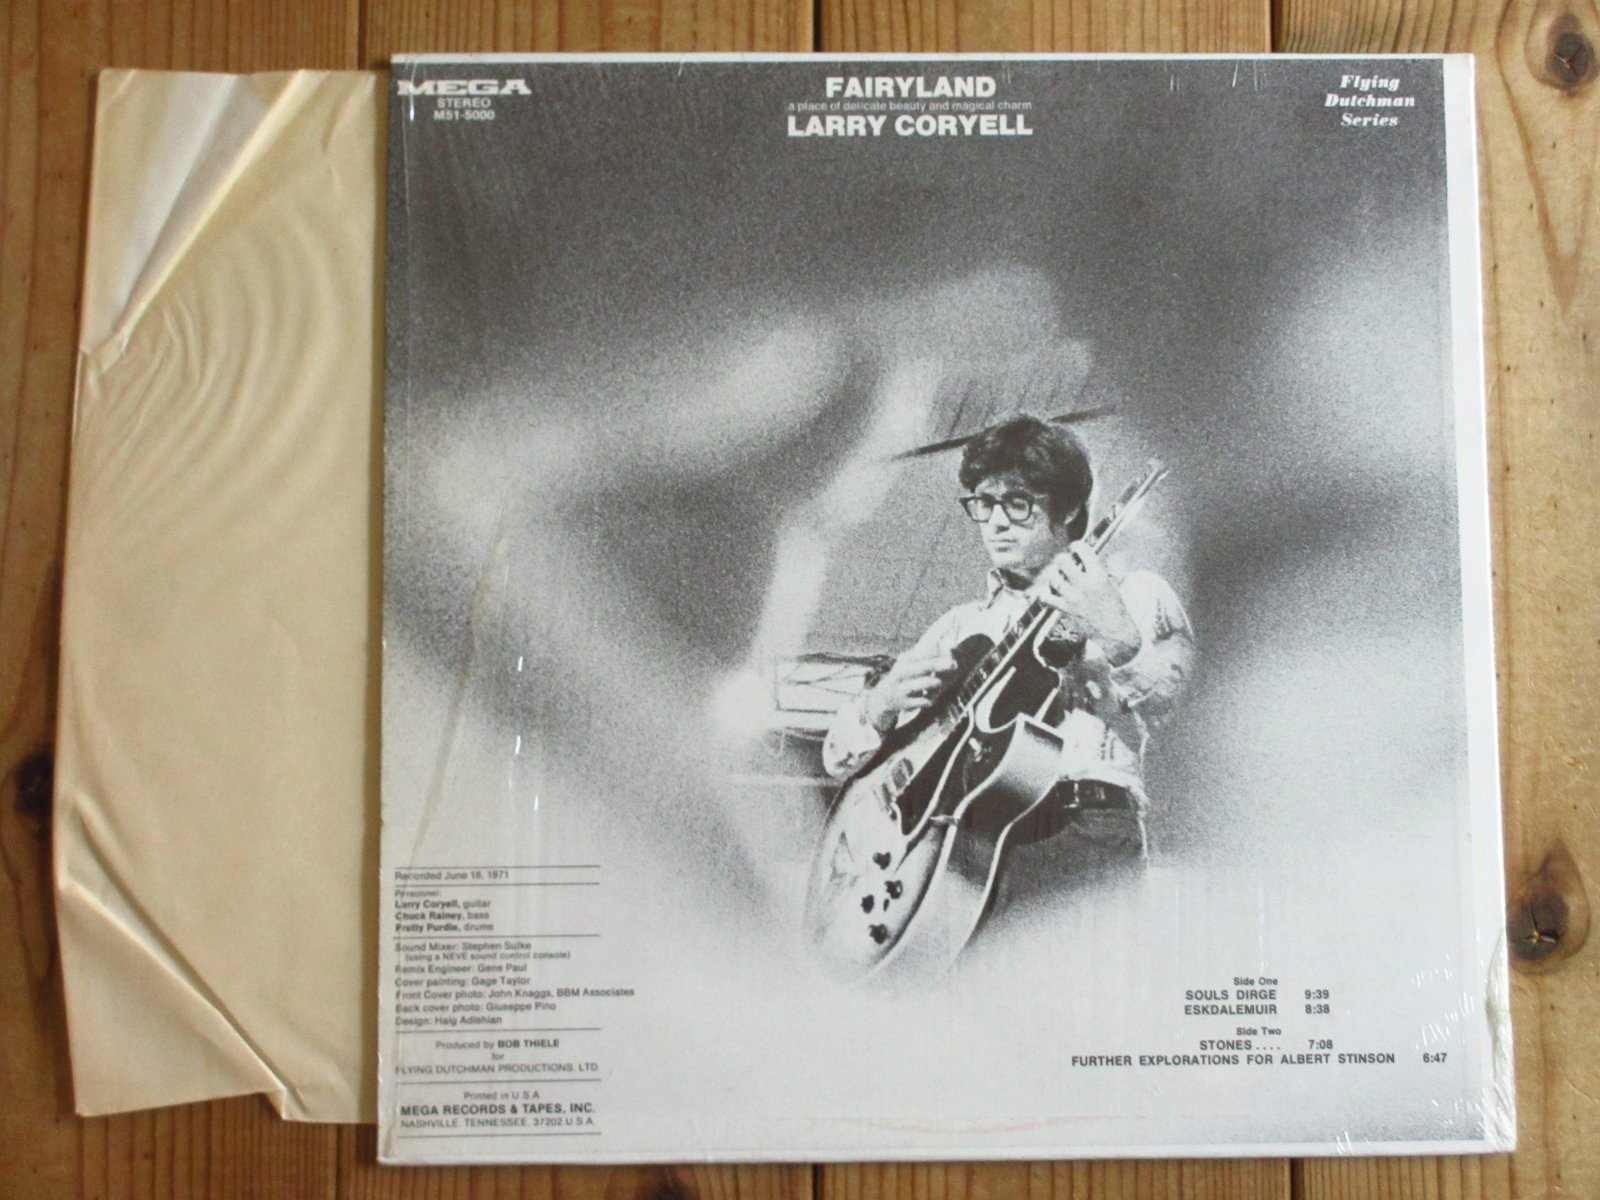 MEGA
STEREO
M51-5000
FAIRYLAND
a place of delicate beauty and magical charm
LARRY CORYELL
Flying
Dutchman
Series
Recorded June 18, 1971
Personnel:
Larry Coryell, guitar
Chuck Rainey, bass
Pretty Purdie, drums
Sound Mixer: Stephen Sulke
(using a NEVE sound control console)
Remix Engineer: Gene Paul
Cover painting: Gage Taylor
Front Cover photo: John Knaggs, BBM Associates
Back cover photo: Giuseppe Pino
Design: Haig Adishian
Produced by BOB THIELE
for
FLYING DUTCHMAN PRODUCTIONS, LTD.
Printed in U.S.A.
MEGA RECORDS & TAPES, INC.
NASHVILLE, TENNESSEE, 37202 U.S.A.
Side One
SOULS DIRGE 9:39
ESKDALEMUIR 8:38
Side Two
STONES . . . . 7:08
FURTHER EXPLORATIONS FOR ALBERT STINSON 6:47